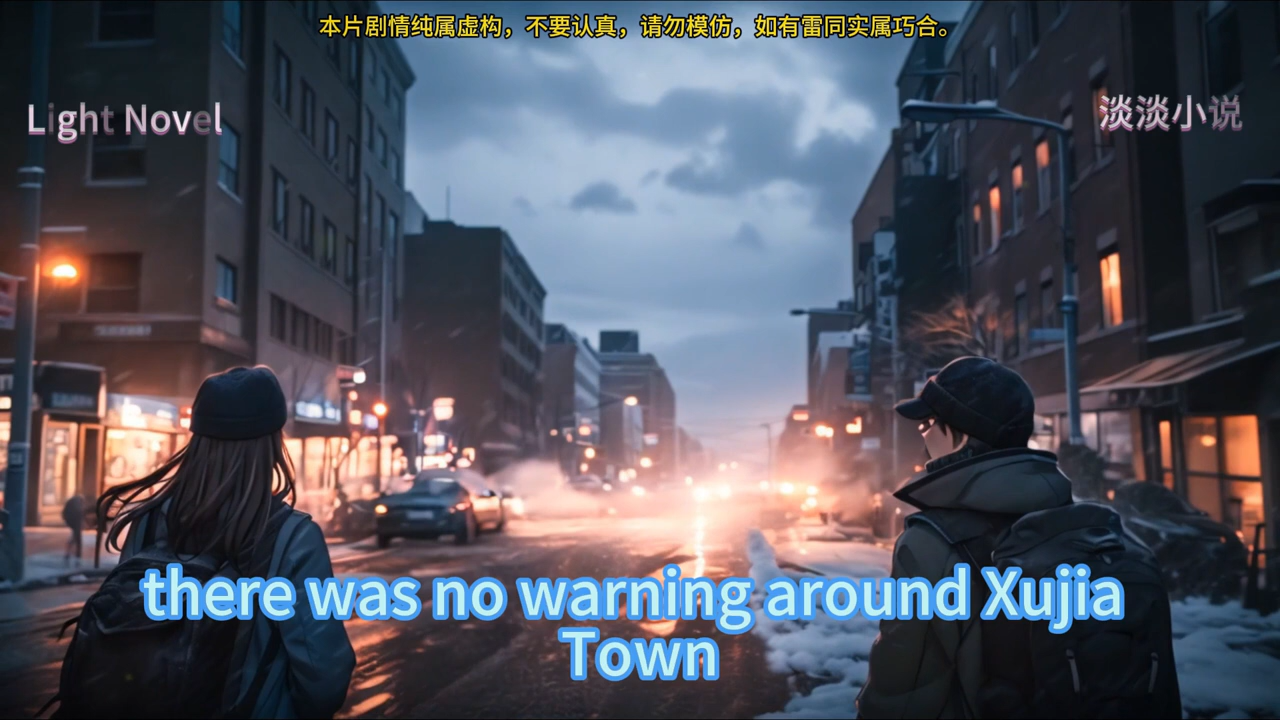 本片剧情纯属虚构，不要认真，请勿模仿，如有雷同实属巧合。
Light Novel
淡淡小说
there was no warning around Xujia
Town